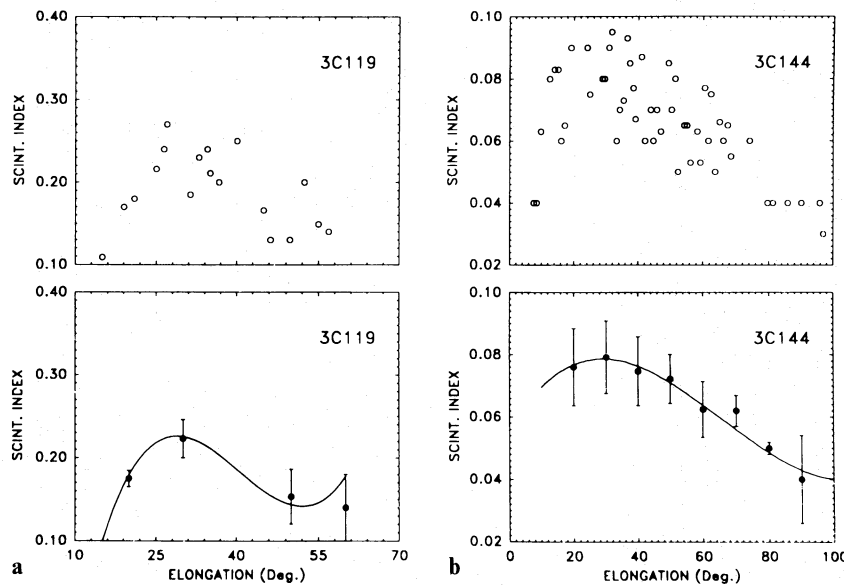 0.40
0.30
0.20
0.10
SCINT. INDEX
3C119
0.10
0.08
0.06
0.04
0.02
SCINT. INDEX
3C144
0.40
0.30
0.20
0.10
SCINT. INDEX
3C119
10 25 40 55 70
ELONGATION (Deg.)
a
0.10
0.08
0.06
0.04
0.02
SCINT. INDEX
3C144
0 20 40 60 80 100
ELONGATION (Deg.)
b